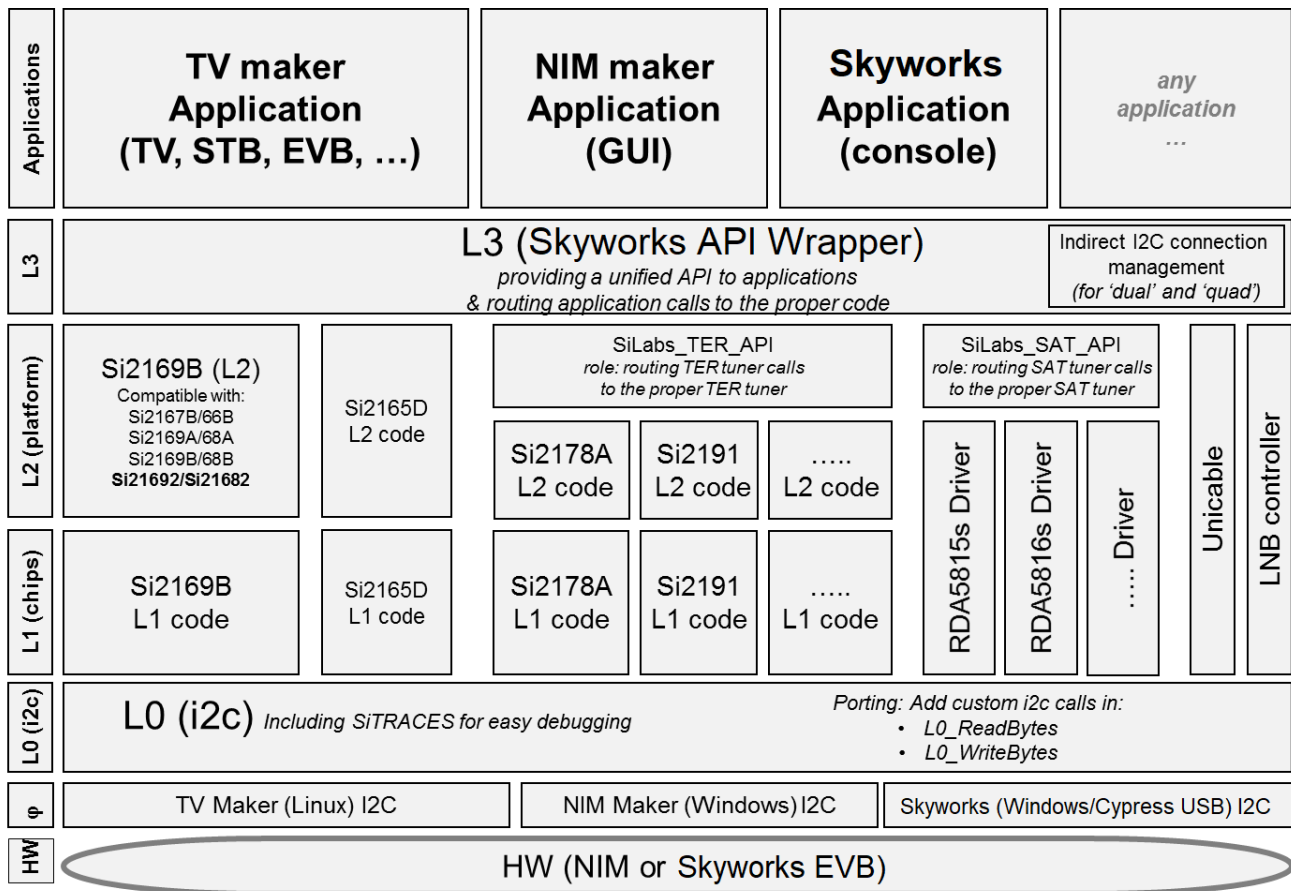 Applications
TV maker
Application
(TV, STB, EVB, …)
NIM maker
Application
(GUI)
Skyworks
Application
(console)
any
application
…
L3
L3 (Skyworks API Wrapper)
providing a unified API to applications
& routing application calls to the proper code
Indirect I2C connection
management
(for ‘dual’ and ‘quad’)
L2 (platform)
Si2169B (L2)
Compatible with:
Si2167B/66B
Si2169A/68A
Si2169B/68B
Si21692/Si21682
Si2165D
L2 code
SiLabs_TER_API
role: routing TER tuner calls
to the proper TER tuner
Si2178A
L2 code
Si2191
L2 code
…..
L2 code
SiLabs_SAT_API
role: routing SAT tuner calls
to the proper SAT tuner
RDA5815s Driver
RDA5816s Driver
….. Driver
Unicable
LNB controller
L1 (chips)
Si2169B
L1 code
Si2165D
L1 code
Si2178A
L1 code
Si2191
L1 code
…..
L1 code
L0 (i2c)
L0 (i2c) Including SiTRACES for easy debugging
Porting: Add custom i2c calls in:
• L0_ReadBytes
• L0_WriteBytes
φ
TV Maker (Linux) I2C
NIM Maker (Windows) I2C
Skyworks (Windows/Cypress USB) I2C
HW
HW (NIM or Skyworks EVB)